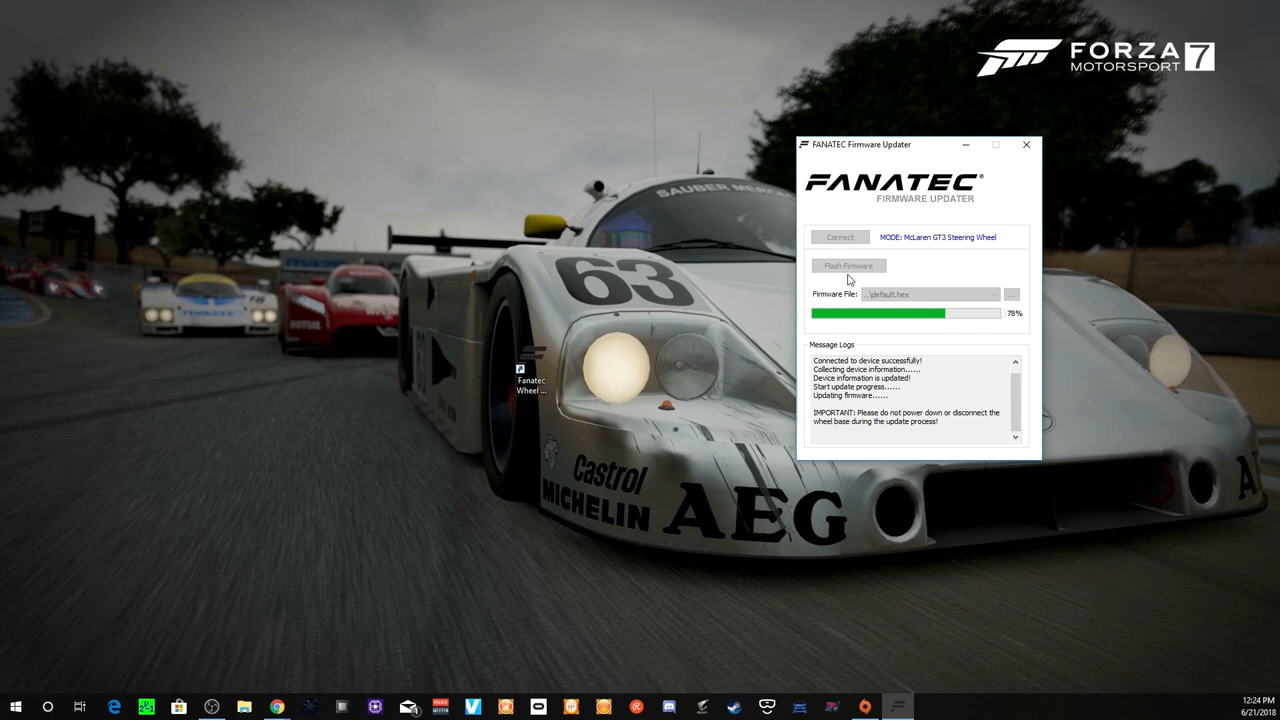 FORZA
MOTORSPORT 7
FANATEC Firmware Updater
FANATEC®
FIRMWARE UPDATER
Connect
MODE: McLaren GT3 Steering Wheel
Flash Firmware
Firmware File:
..\default.hex
...
78%
Message Logs
Connected to device successfully!
Collecting device information......
Device information is updated!
Start update progress......
Updating firmware......
IMPORTANT: Please do not power down or disconnect the
wheel base during the update process!
SAUBER MERC
63
Fanatec
Wheel ...
Castrol
MICHELIN
AEG
A
12:24 PM
6/21/2018